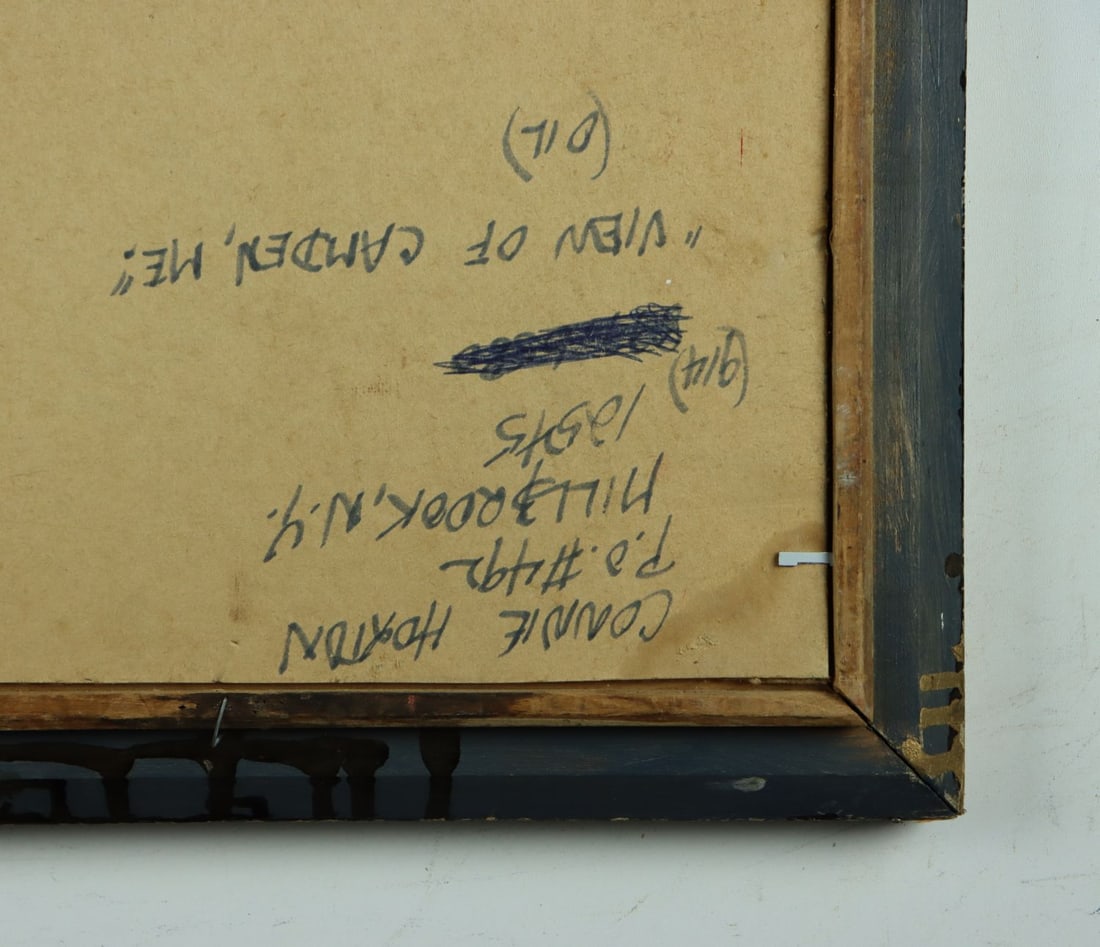 CONNIE HORTON
P.O. #492
MILLBROOK, N.Y.
12545
(914)
"VIEW OF CAMDEN, ME."
(OIL)